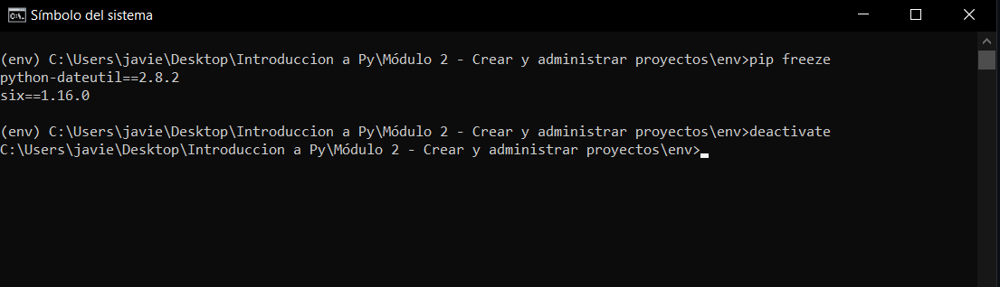 Símbolo del sistema
(env) C:\Users\javie\Desktop\Introduccion a Py\Módulo 2 - Crear y administrar proyectos\env>pip freeze
python-dateutil==2.8.2
six==1.16.0
(env) C:\Users\javie\Desktop\Introduccion a Py\Módulo 2 - Crear y administrar proyectos\env>deactivate
C:\Users\javie\Desktop\Introduccion a Py\Módulo 2 - Crear y administrar proyectos\env>